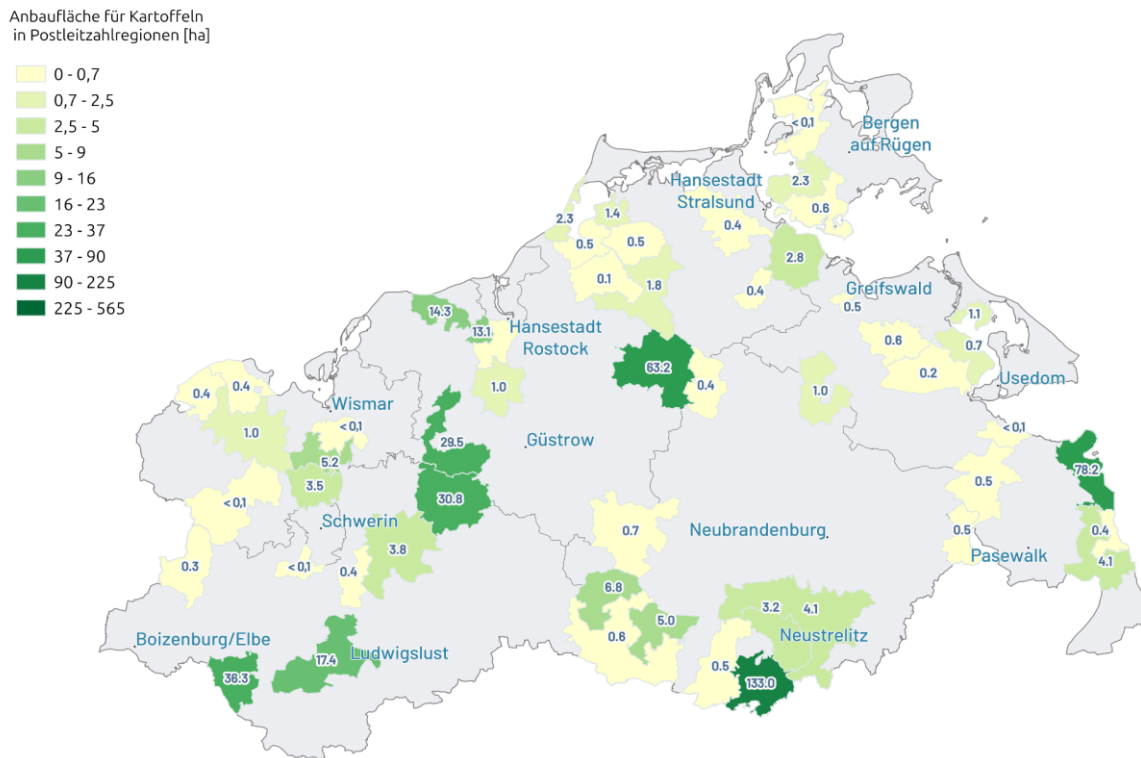 Anbaufläche für Kartoffeln
in Postleitzahlregionen [ha]
0 - 0,7
0,7 - 2,5
2,5 - 5
5 - 9
9 - 16
16 - 23
23 - 37
37 - 90
90 - 225
225 - 565
< 0,1
Bergen
auf Rügen
2.3
Hansestadt
Stralsund
0.6
1.4
2.3
0.4
0.5
0.5
2.8
0.1
1.8
0.4
Greifswald
0.5
1.1
14.3
13.1
Hansestadt
Rostock
0.6
0.7
63.2
0.2
Usedom
0.4
0.4
1.0
0.4
1.0
Wismar
< 0,1
1.0
29.5
Güstrow
< 0,1
5.2
3.5
30.8
78.2
0.5
< 0,1
Schwerin
0.7
Neubrandenburg
0.5
0.4
3.8
Pasewalk
4.1
0.3
< 0,1
0.4
6.8
3.2
4.1
5.0
Boizenburg/Elbe
0.6
Neustrelitz
Ludwigslust
17.4
0.5
36.3
133.0